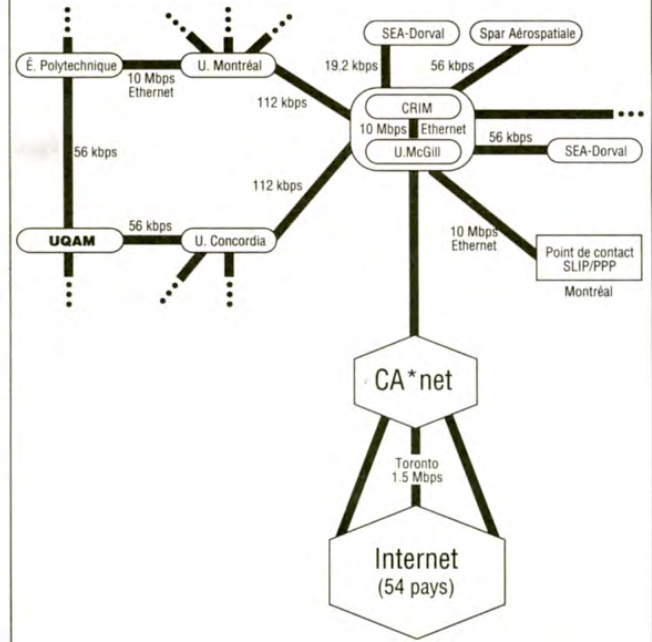 SEA-Dorval
Spar Aérospatiale
É. Polytechnique
U. Montréal
19.2 kbps
56 kbps
10 Mbps
Ethernet
112 kbps
CRIM
10 Mbps Ethernet
U.McGill
56 kbps
SEA-Dorval
56 kbps
112 kbps
UQAM
56 kbps
U. Concordia
10 Mbps
Ethernet
Point de contact
SLIP/PPP
Montréal
CA*net
Toronto
1.5 Mbps
Internet
(54 pays)